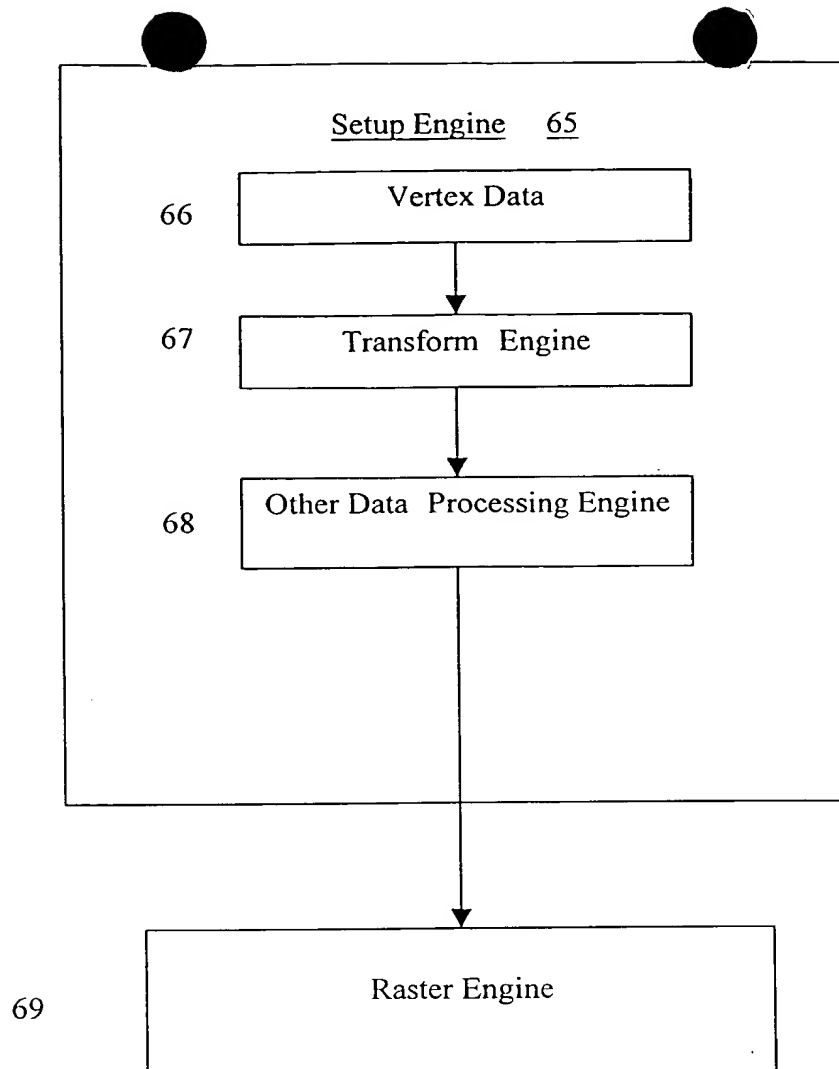 Setup Engine 65
66 Vertex Data
67 Transform Engine
68 Other Data Processing Engine
69 Raster Engine